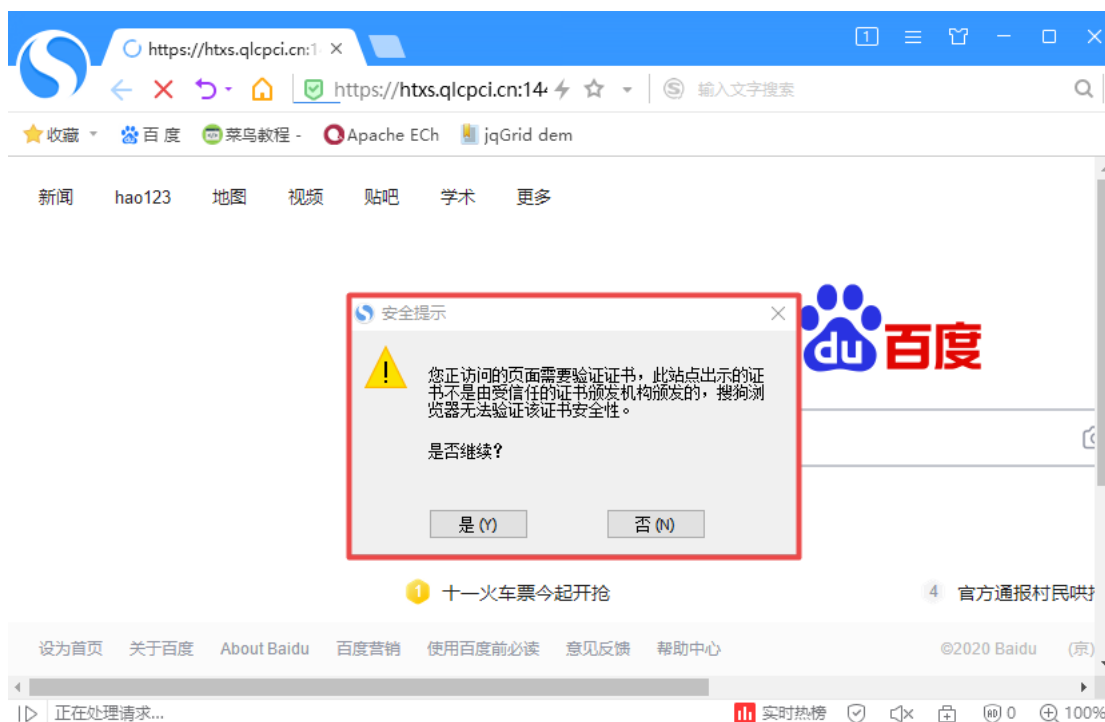 https://htxs.qlcpci.cn:1
1
https://htxs.qlcpci.cn:14
输入文字搜索
收藏 百度 菜鸟教程 - Apache ECh jqGrid dem
新闻 hao123 地图 视频 贴吧 学术 更多
安全提示
du百度
您正访问的页面需要验证证书，此站点出示的证
书不是由受信任的证书颁发机构颁发的，搜狗浏
览器无法验证该证书安全性。
是否继续？
是(Y) 否(N)
1 十一火车票今起开抢 4 官方通报村民哄
设为首页 关于百度 About Baidu 百度营销 使用百度前必读 意见反馈 帮助中心 ©2020 Baidu (京)
正在处理请求... 实时热榜 0 100%